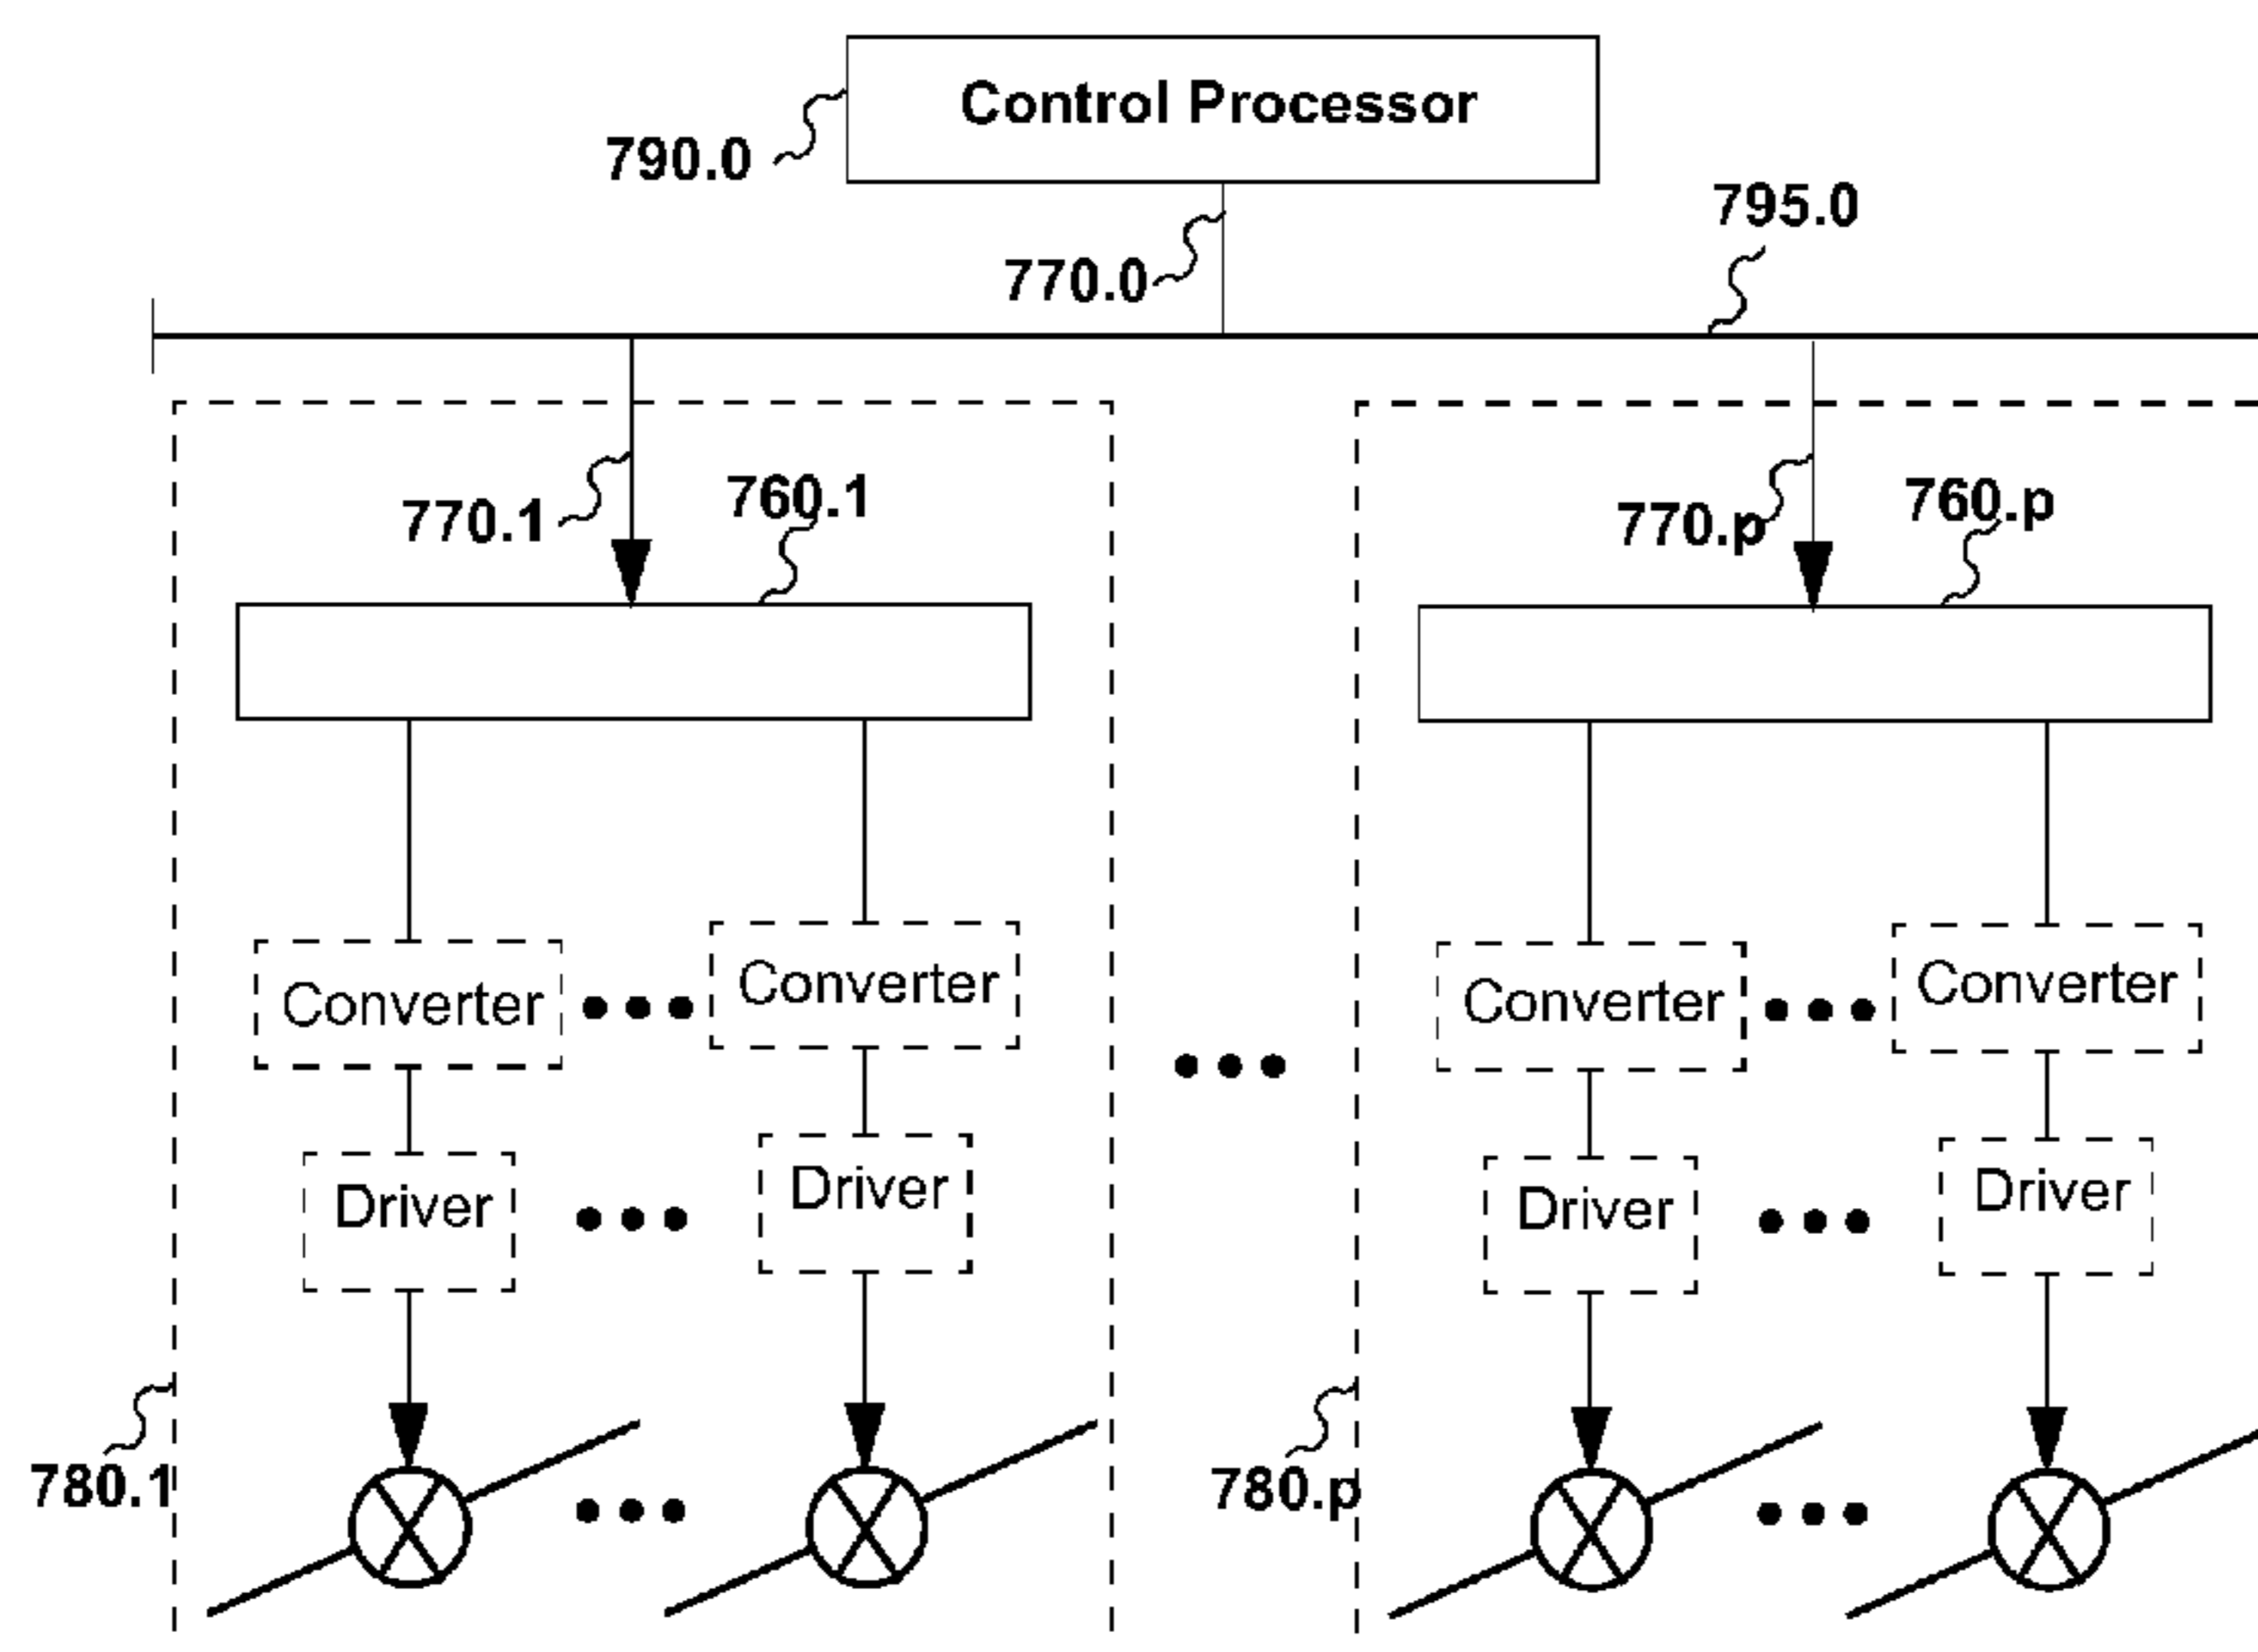 Control Processor
790.0
795.0
770.0
760.1
770.1
760.p
770.p
Converter
Converter
Converter
Converter
Driver
Driver
Driver
Driver
780.1
780.p